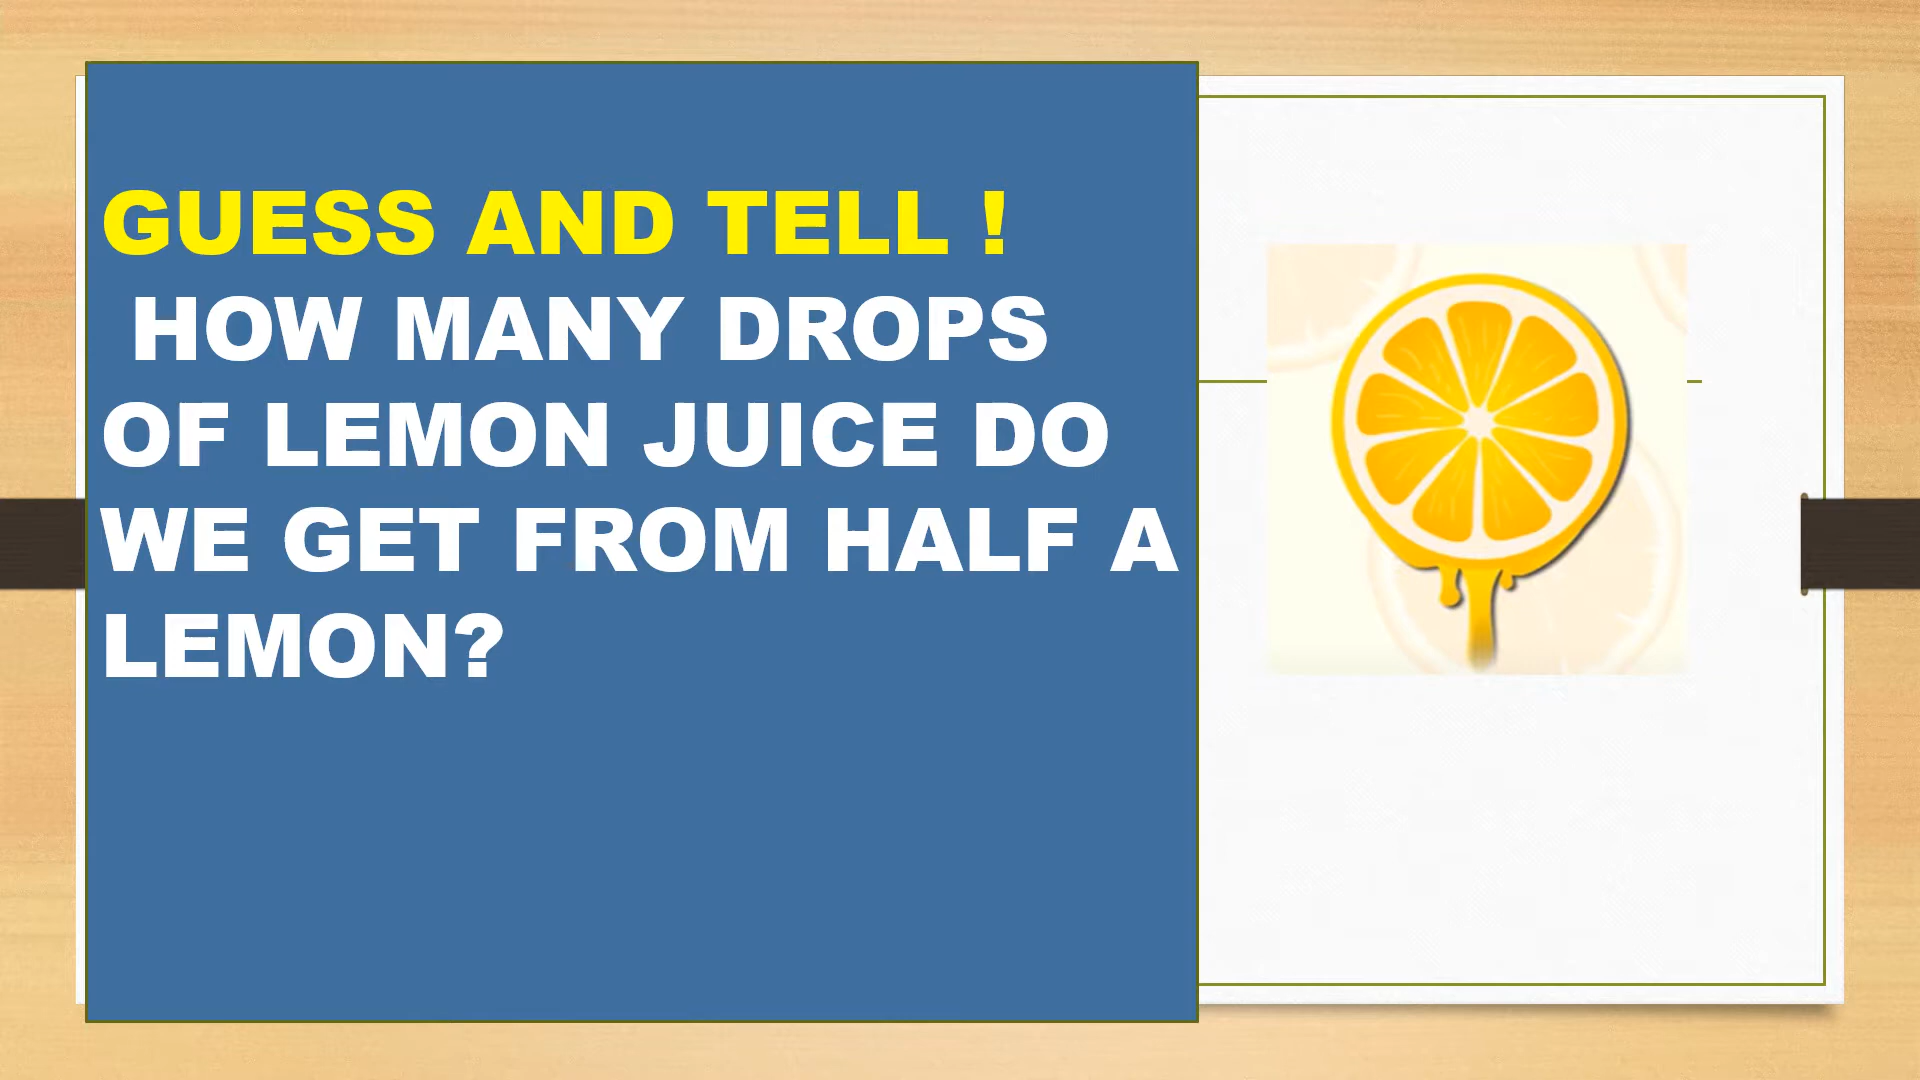 GUESS AND TELL !
HOW MANY DROPS
OF LEMON JUICE DO
WE GET FROM HALF A
LEMON?